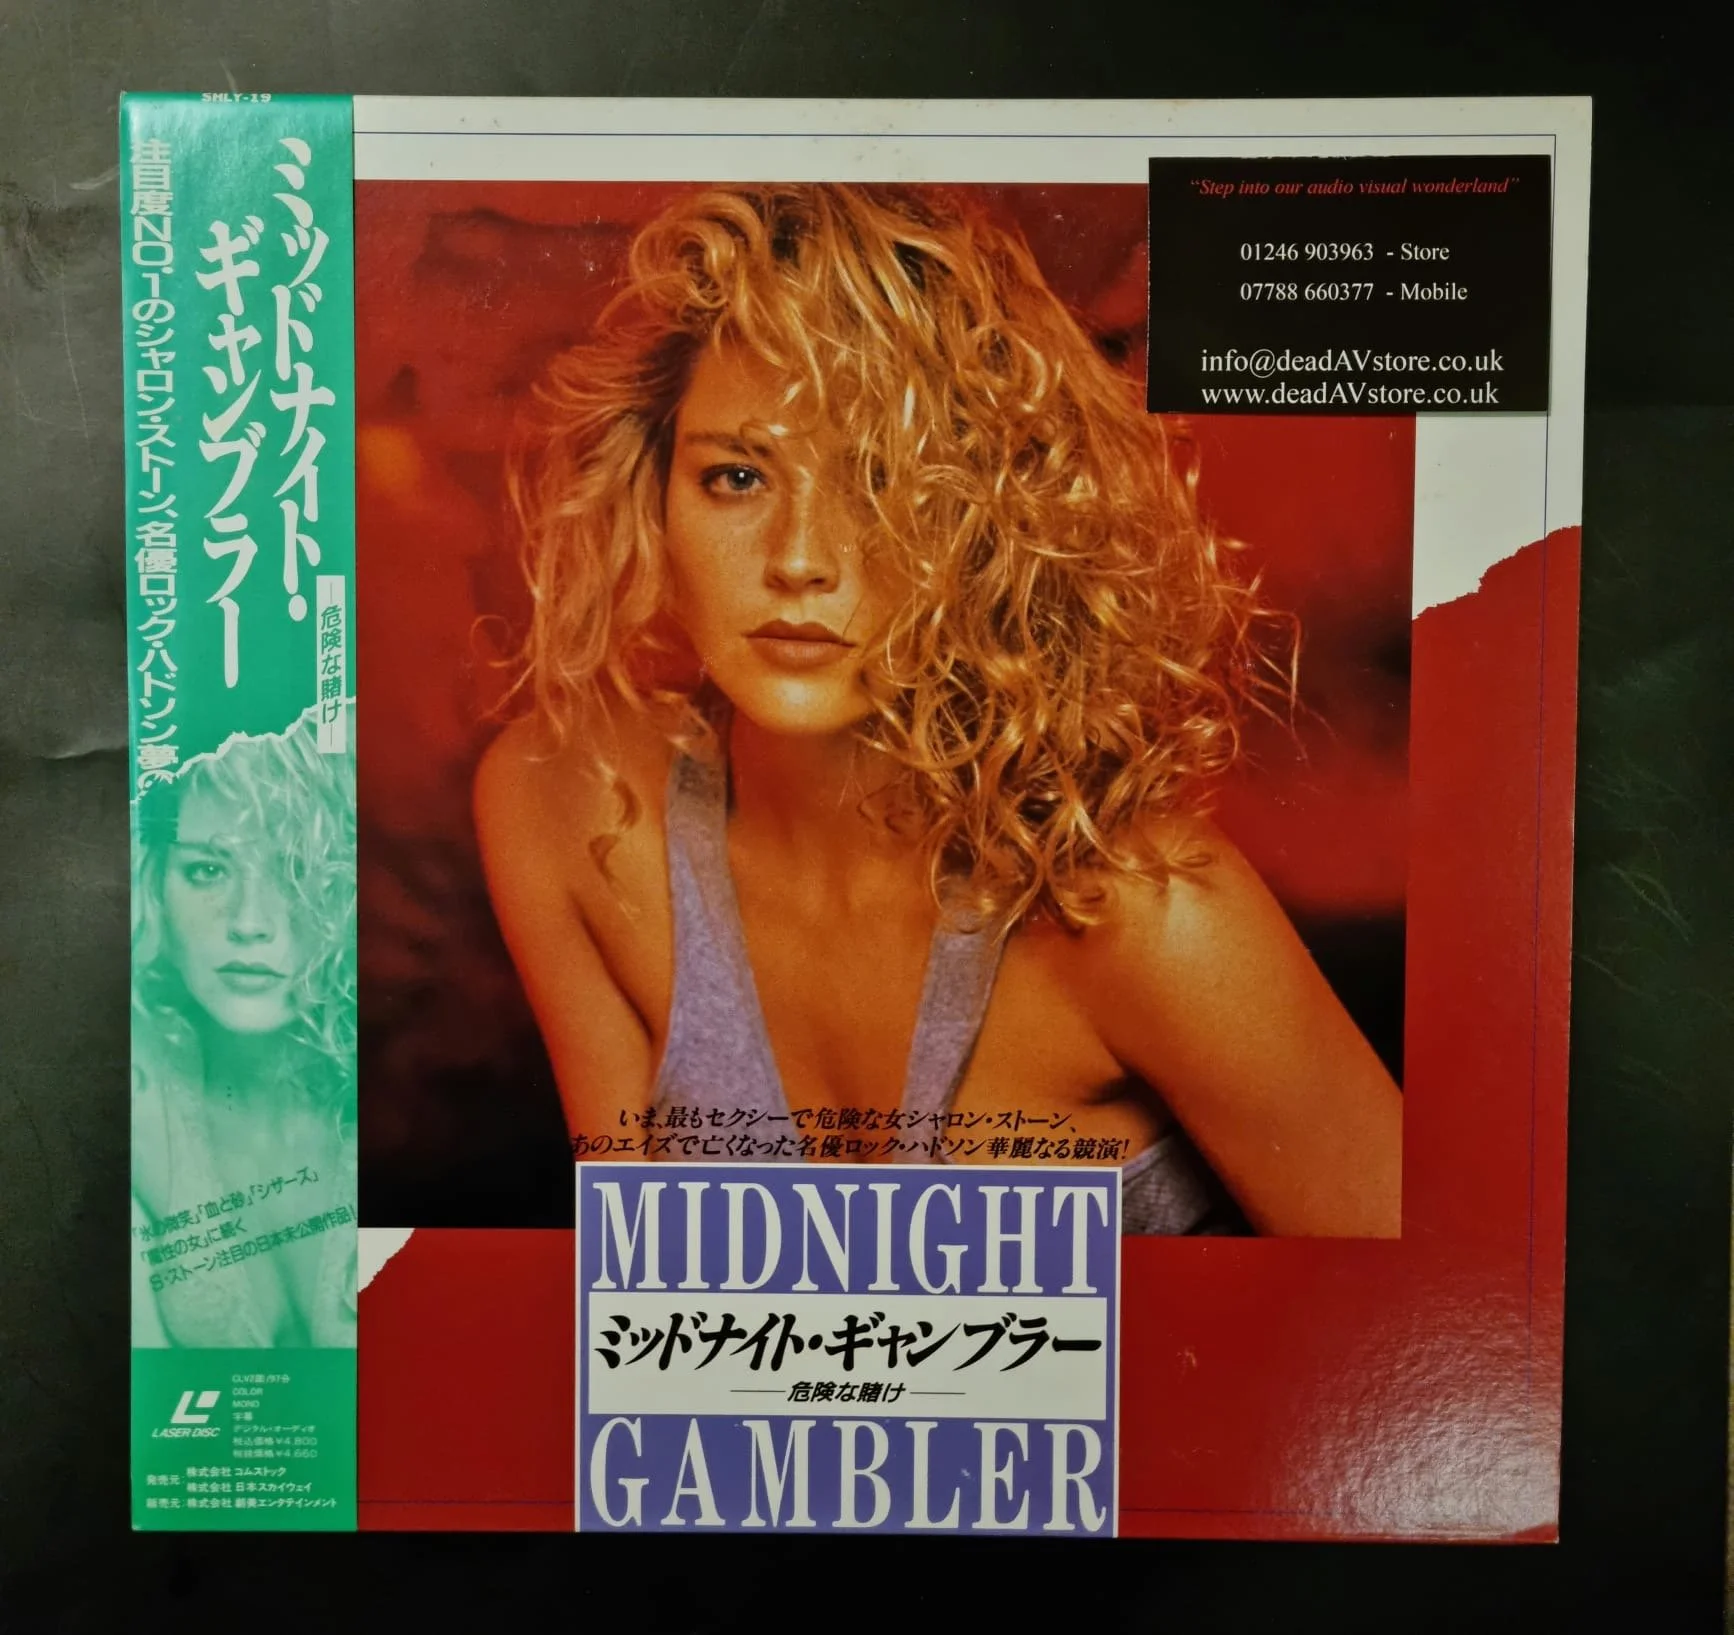 SHLY-19
ミッドナイト・
ギャンブラー
―危険な賭け―
注目度NO.1のシャロン・ストーン、名優ロック・ハドソン夢の
「氷の微笑」「血と砂」「シザーズ」
「魔性の女」に続く
S・ストーン注目の日本未公開作品!
LASER DISC
CLV2面/97分
COLOR
MONO
字幕
デジタル・オーディオ
税込価格¥4,800
税抜価格¥4,660
発売元: 株式会社 コムストック
株式会社 日本スカイウェイ
販売元: 株式会社 創美エンタテインメント
“Step into our audio visual wonderland”
01246 903963 - Store
07788 660377 - Mobile
info@deadAVstore.co.uk
www.deadAVstore.co.uk
いま、最もセクシーで危険な女シャロン・ストーン、
あのエイズで亡くなった名優ロック・ハドソン華麗なる競演!
MIDNIGHT
ミッドナイト・ギャンブラー
―危険な賭け―
GAMBLER